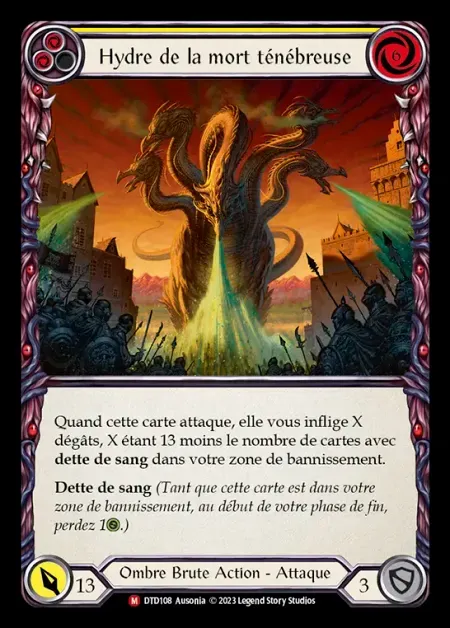 Hydre de la mort ténébreuse
6
Quand cette carte attaque, elle vous inflige X
dégâts, X étant 13 moins le nombre de cartes avec
dette de sang dans votre zone de bannissement.
Dette de sang (Tant que cette carte est dans votre
zone de bannissement, au début de votre phase de fin,
perdez 1.)
13
Ombre Brute Action - Attaque
3
M DTD108 Ausonia © 2023 Legend Story Studios